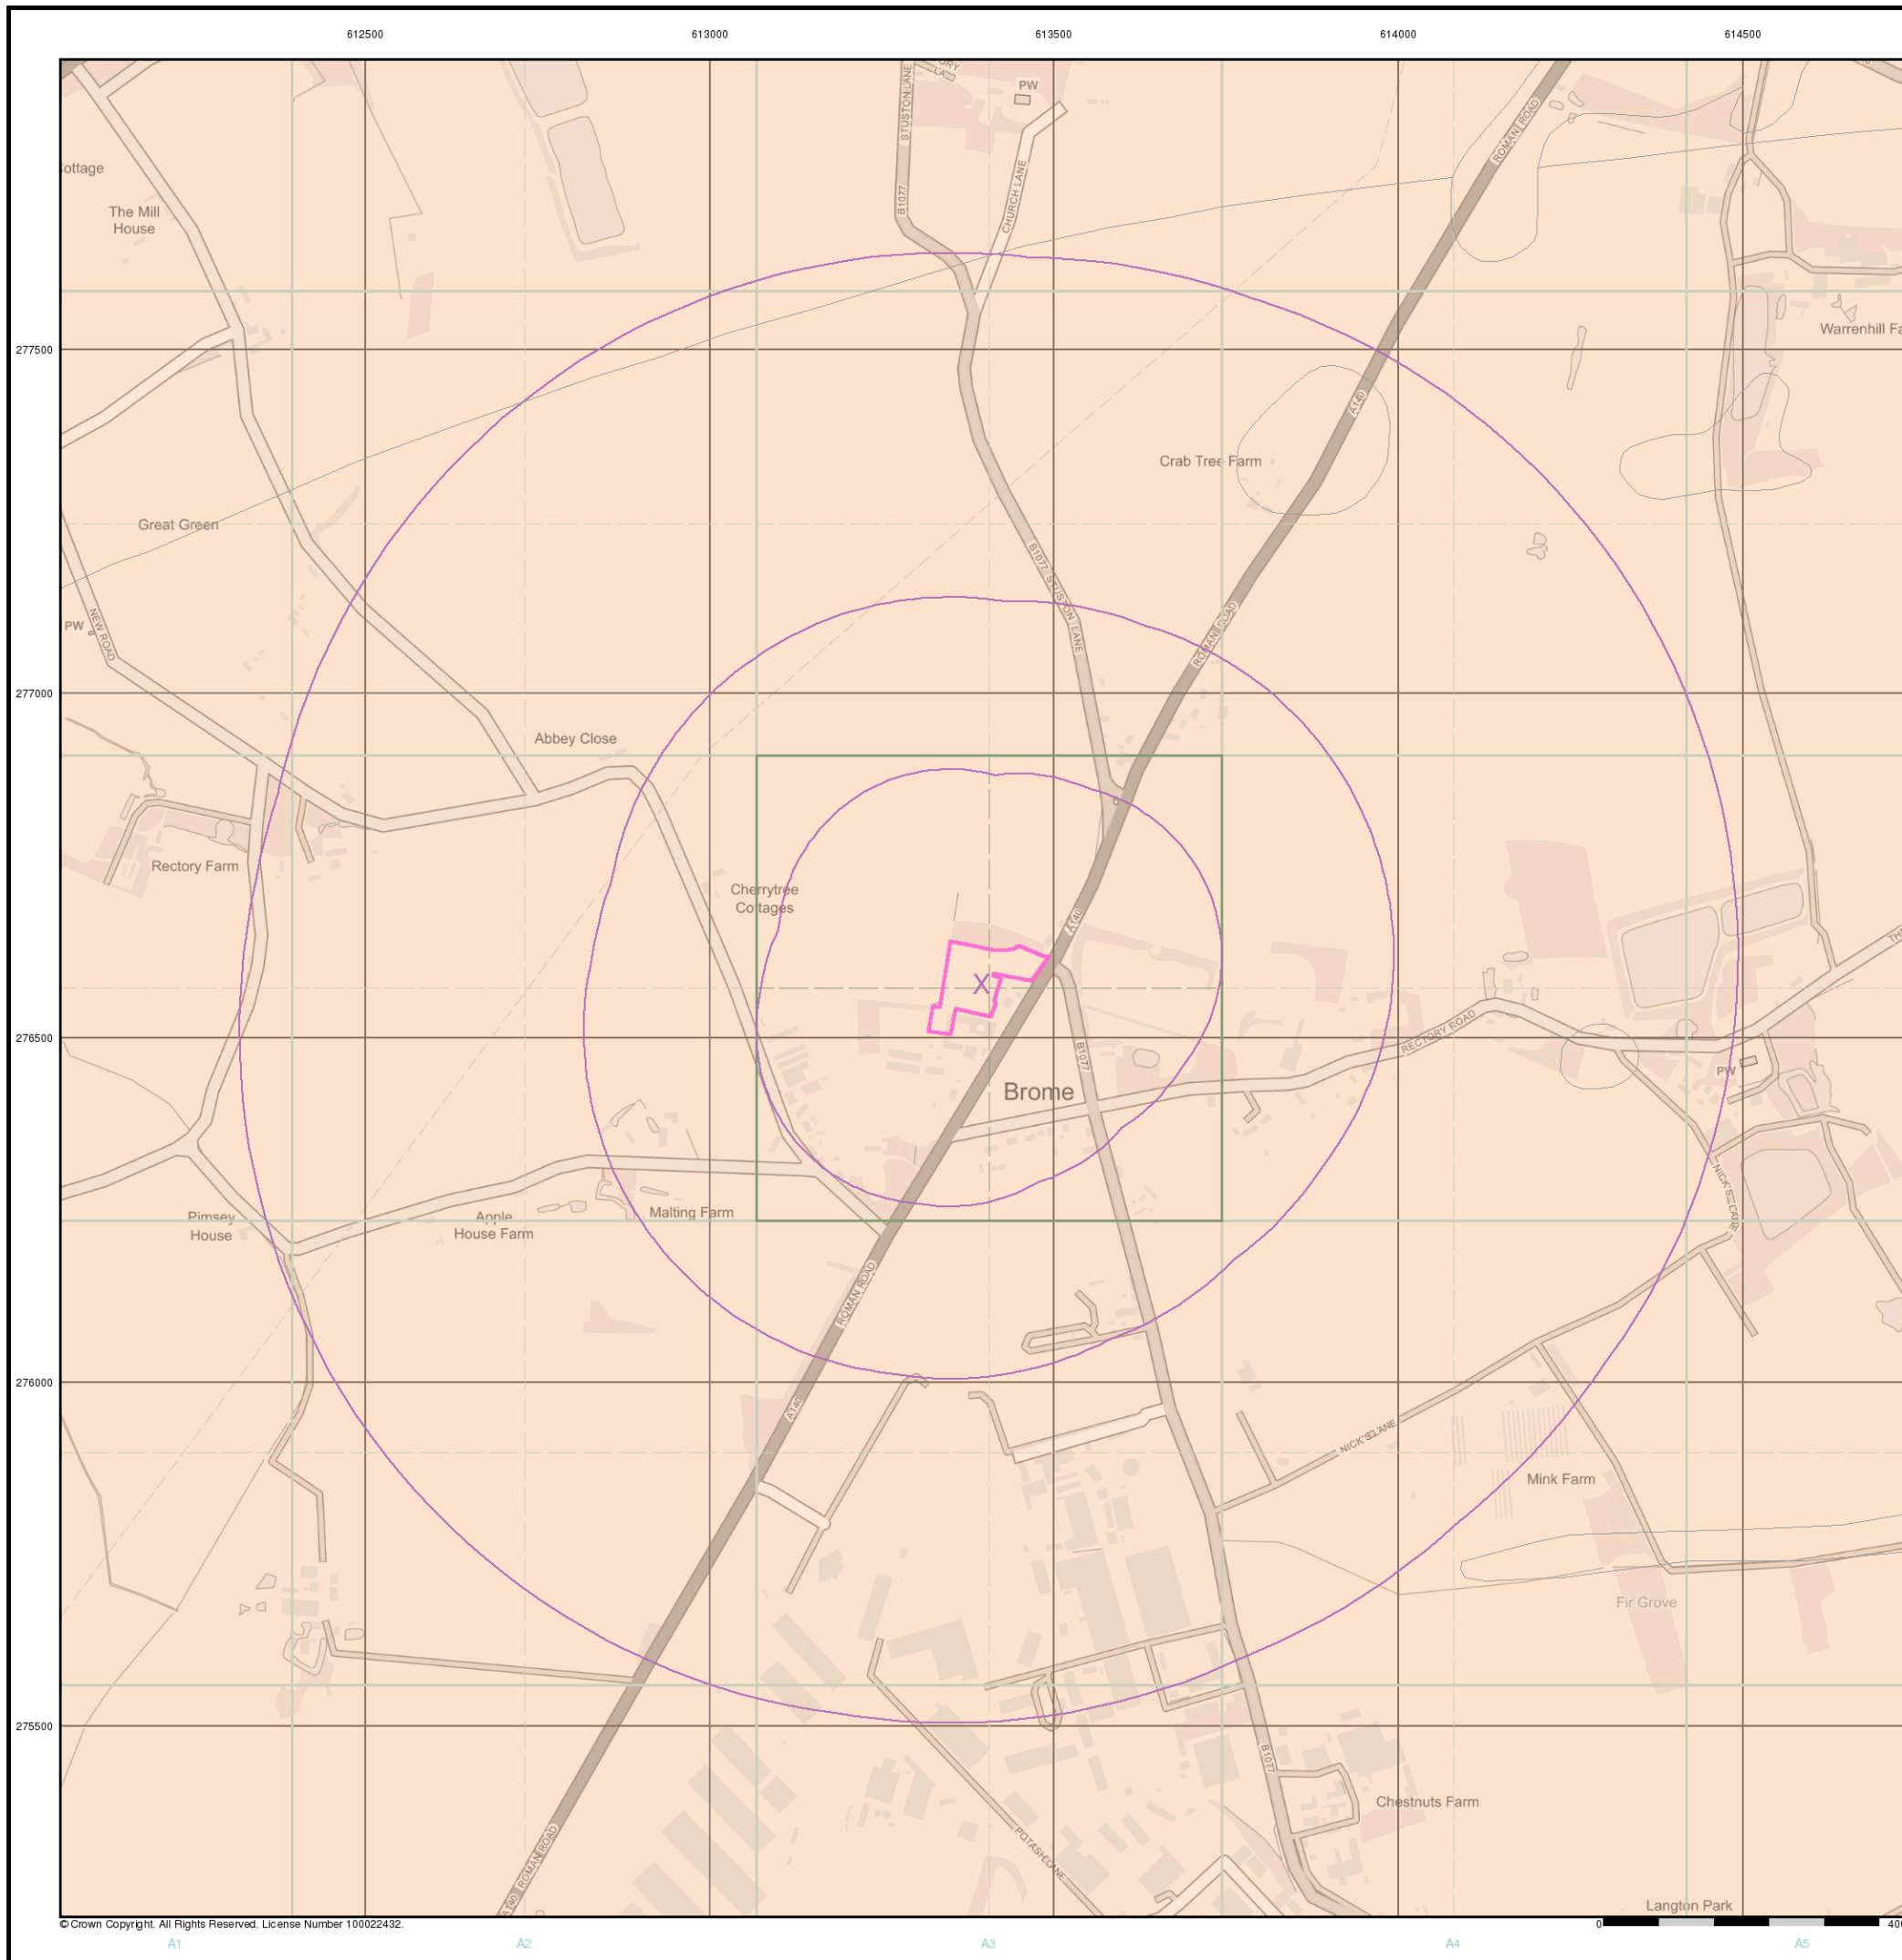 612500 613000 613500 614000 614500
STUSTON LANE
PW
ROMAN ROAD
ottage
The Mill
House
B1077
CHURCH LANE
Warrenhill Fa
277500
A140
Crab Tree Farm
Great Green
B1077 STUSTON LANE
PW
NEW ROAD
ROMAN ROAD
277000
Abbey Close
Rectory Farm
Cherrytree
Cottages
A140
THE
X
276500
RECTORY ROAD
B1077
PW
Brome
NICK'S LANE
Pimsey
House
Apple
House Farm
Malting Farm
ROMAN ROAD
276000
A140
NICK'S LANE
Mink Farm
Fir Grove
275500
B1077
Chestnuts Farm
POTASH LANE
A140 ROMAN ROAD
Langton Park
© Crown Copyright. All Rights Reserved. License Number 100022432.
0 400
A1 A2 A3 A4 A5